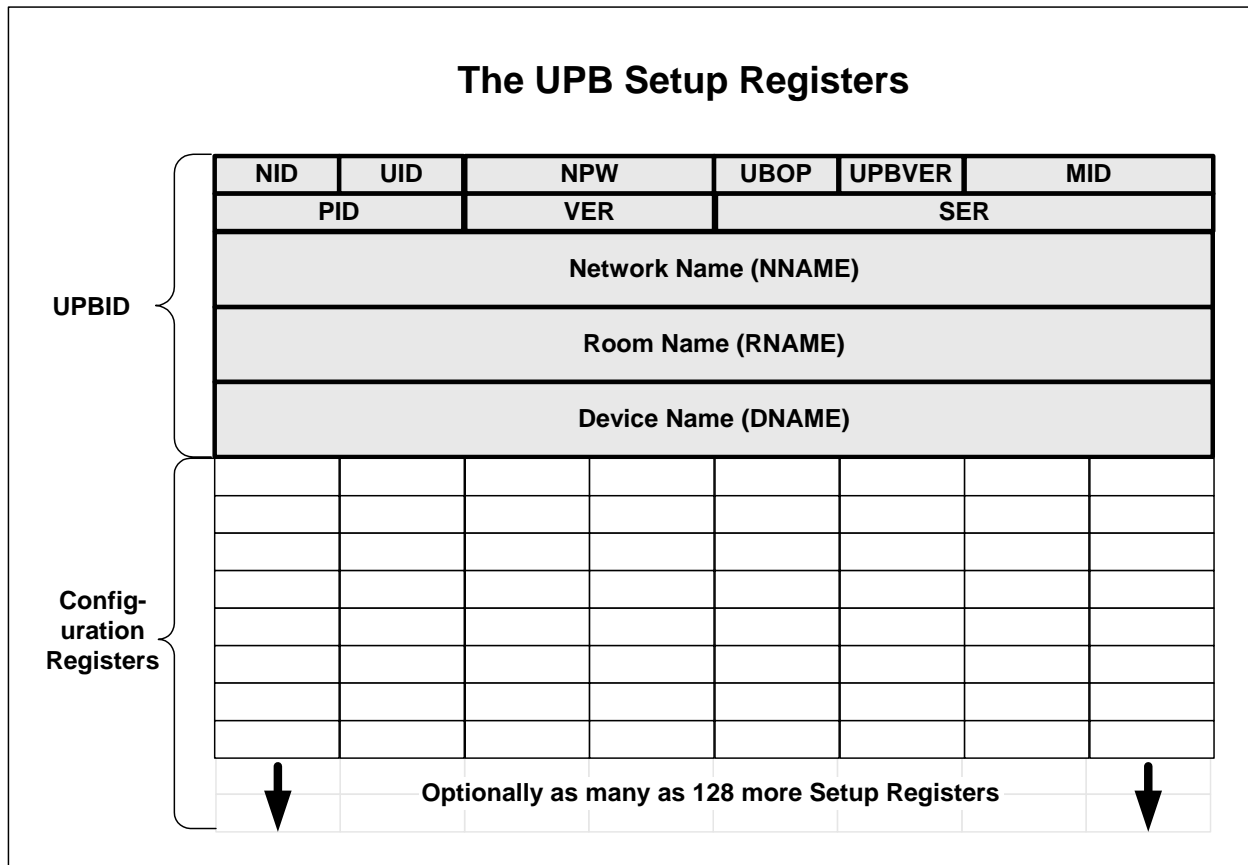 The UPB Setup Registers
NID UID NPW UBOP UPBVER MID
PID VER SER
Network Name (NNAME)
UPBID
Room Name (RNAME)
Device Name (DNAME)
Config-
uration
Registers
Optionally as many as 128 more Setup Registers